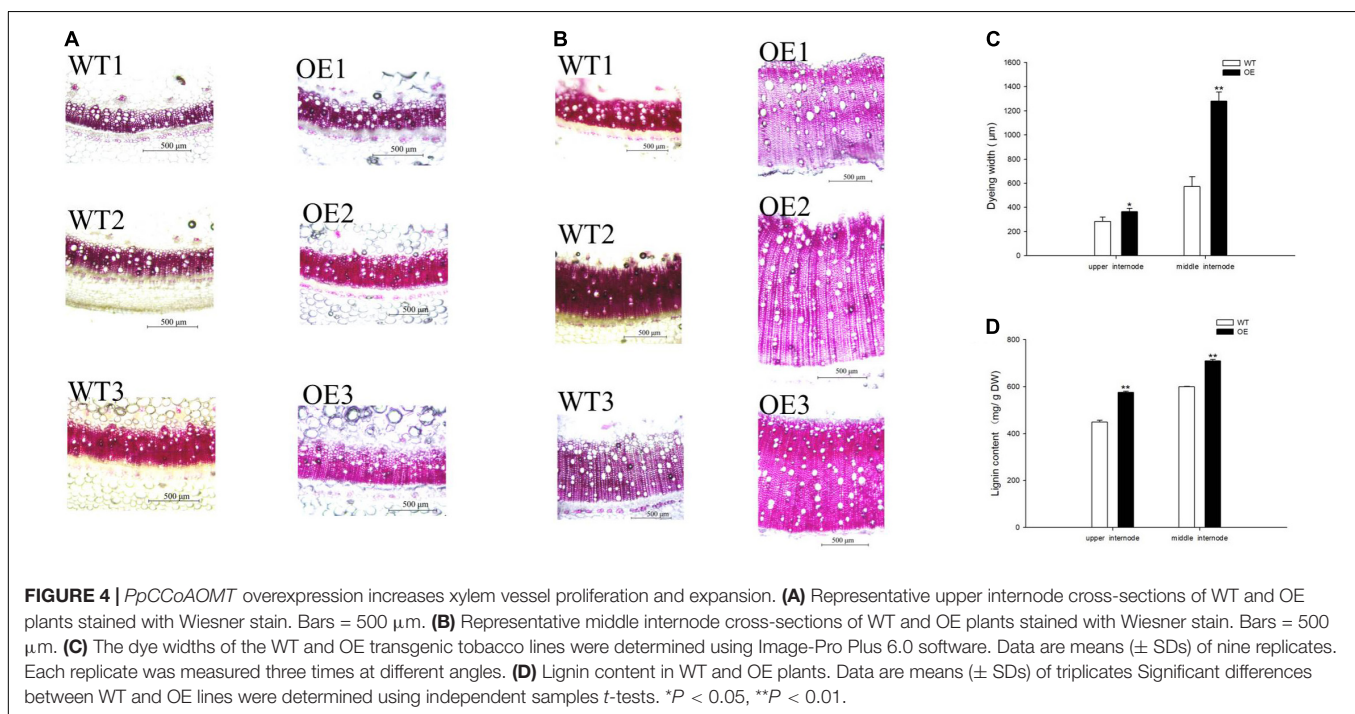 A
B
C
WT1
OE1
WT1
OE1
500 μm
500 μm
500 μm
500 μm
WT2
OE2
WT2
OE2
500 μm
500 μm
500 μm
500 μm
WT3
OE3
WT3
OE3
500 μm
500 μm
500 μm
500 μm
WT
OE
1600
1400
1200
1000
800
600
400
200
0
Dyeing width ( μm)
*
**
upper internode
middle internode
D
WT
OE
800
600
400
200
0
Lignin content (mg/ g DW)
**
**
upper internode
middle internode
FIGURE 4 | PpCCoAOMT overexpression increases xylem vessel proliferation and expansion. (A) Representative upper internode cross-sections of WT and OE
plants stained with Wiesner stain. Bars = 500 μm. (B) Representative middle internode cross-sections of WT and OE plants stained with Wiesner stain. Bars = 500
μm. (C) The dye widths of the WT and OE transgenic tobacco lines were determined using Image-Pro Plus 6.0 software. Data are means (± SDs) of nine replicates.
Each replicate was measured three times at different angles. (D) Lignin content in WT and OE plants. Data are means (± SDs) of triplicates Significant differences
between WT and OE lines were determined using independent samples t-tests. *P < 0.05, **P < 0.01.